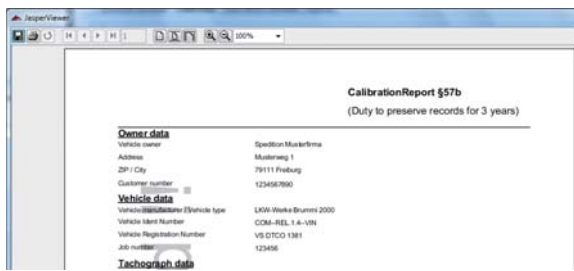 JasperViewer
1
100%
CalibrationReport §57b
(Duty to preserve records for 3 years)
Owner data
Vehicle owner Spedition Musterfirma
Address Musterweg 1
ZIP / City 79111 Freiburg
Customer number 1234567890
Vehicle data
Vehicle manufacturer / Vehicle type LKW-Werke Brummi 2000
Vehicle Ident Number COM--REL.1.4--VIN
Vehicle Registration Number VS DTCO 1381
Job number 123456
Tachograph data